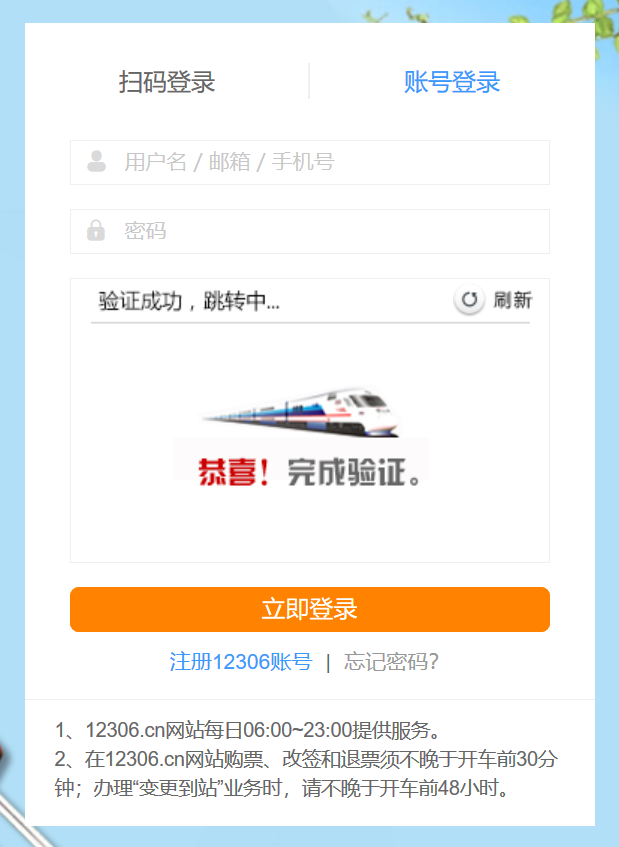 扫码登录
账号登录
用户名 / 邮箱 / 手机号
密码
验证成功，跳转中...
刷新
恭喜！完成验证。
立即登录
注册12306账号 | 忘记密码？
1、12306.cn网站每日06:00~23:00提供服务。
2、在12306.cn网站购票、改签和退票须不晚于开车前30分
钟；办理“变更到站”业务时，请不晚于开车前48小时。